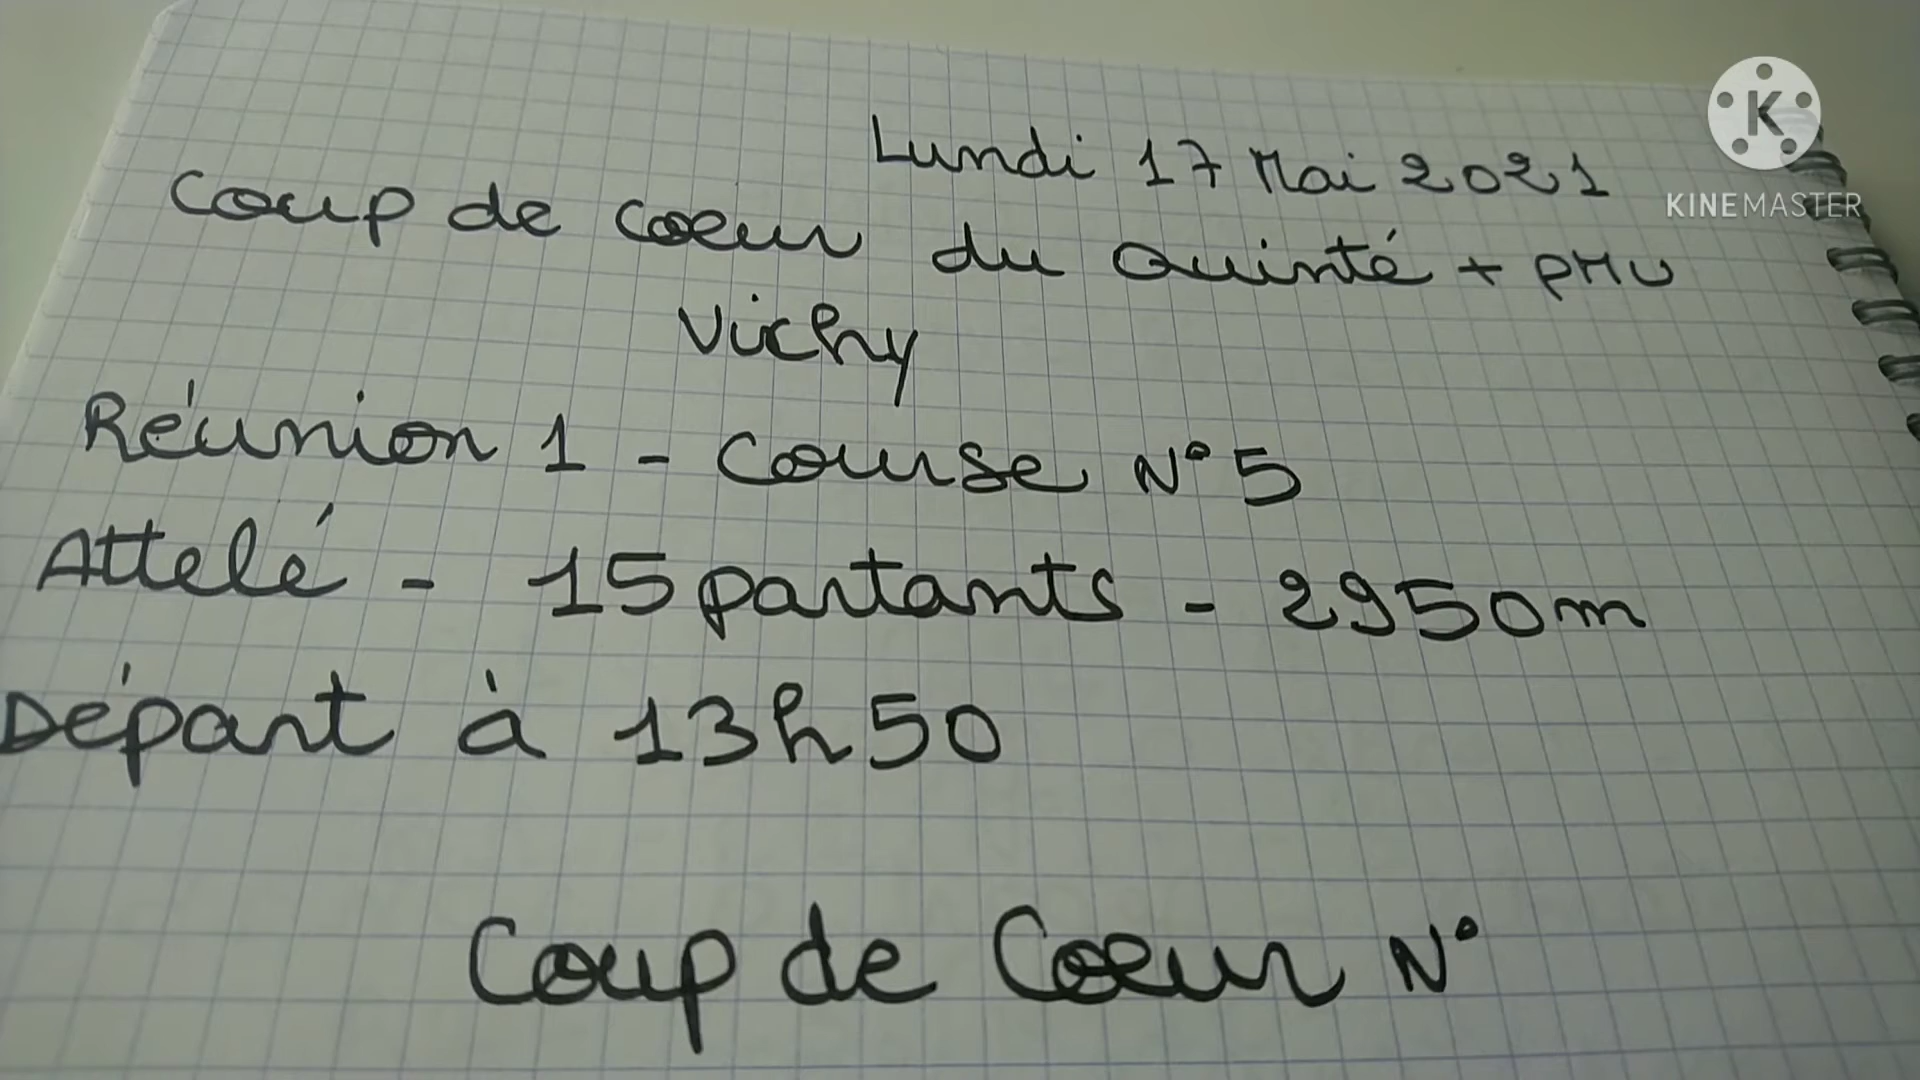 Lundi 17 Mai 2021
Coup de coeur du Quinté + PMU
Vichy
Réunion 1 - Course N° 5
Attelé - 15 partants - 2950m
Départ à 13h50
Coup de Coeur N°
K
KINEMASTER